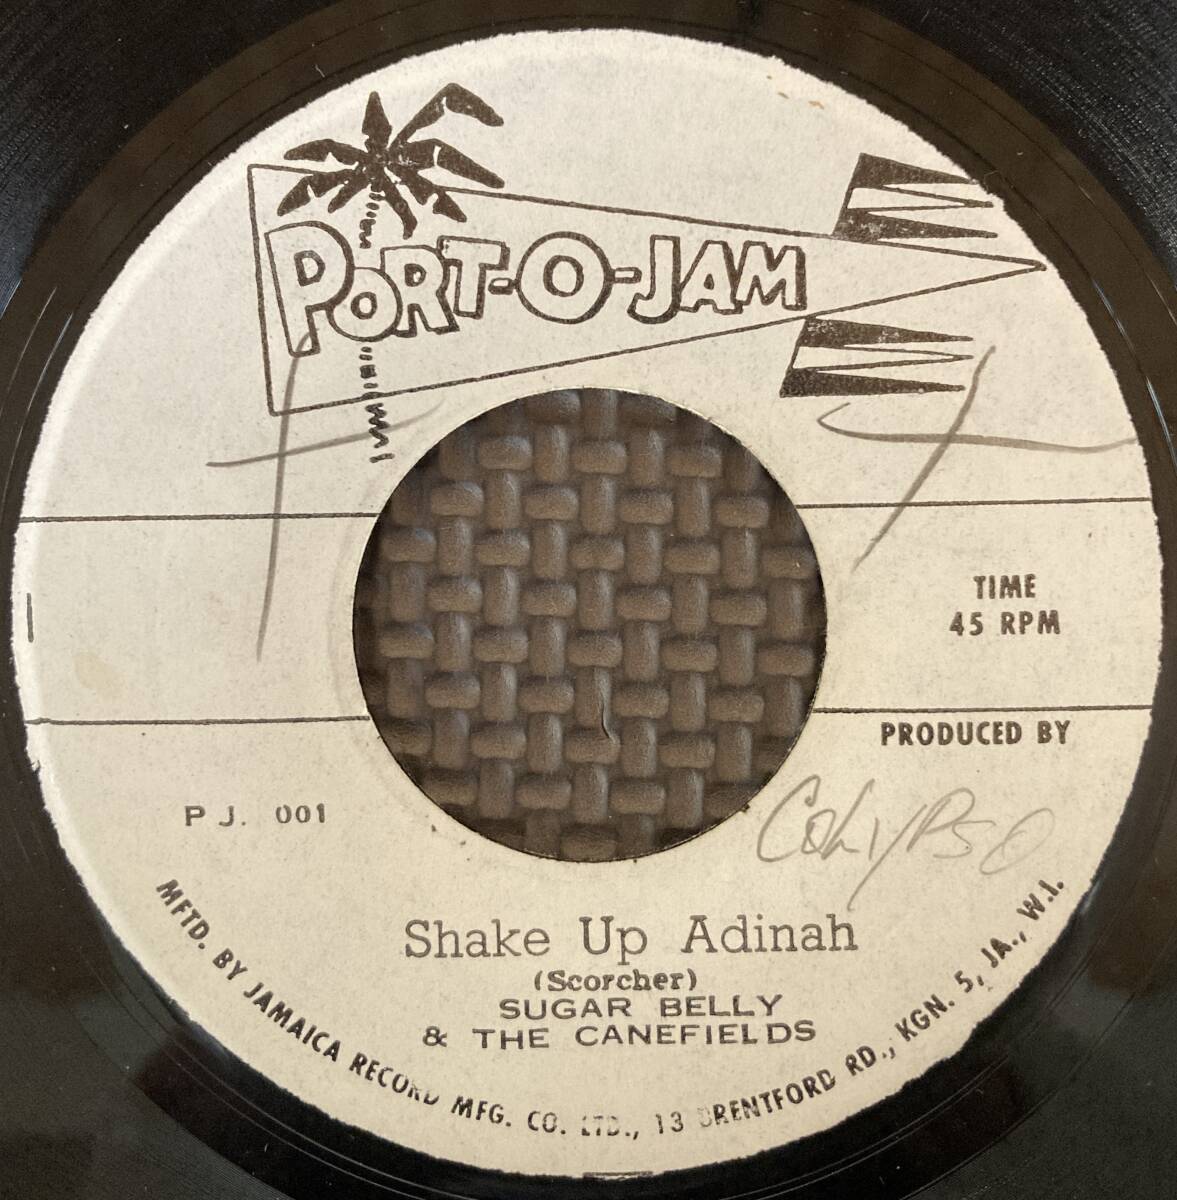 PORT-O-JAM
TIME
45 RPM
PRODUCED BY
PJ. 001
Calypso
Shake Up Adinah
(Scorcher)
SUGAR BELLY
& THE CANEFIELDS
MFTD. BY JAMAICA RECORD MFG. CO. LTD., 13 BRENTFORD RD., KGN. 5, JA., W.I.